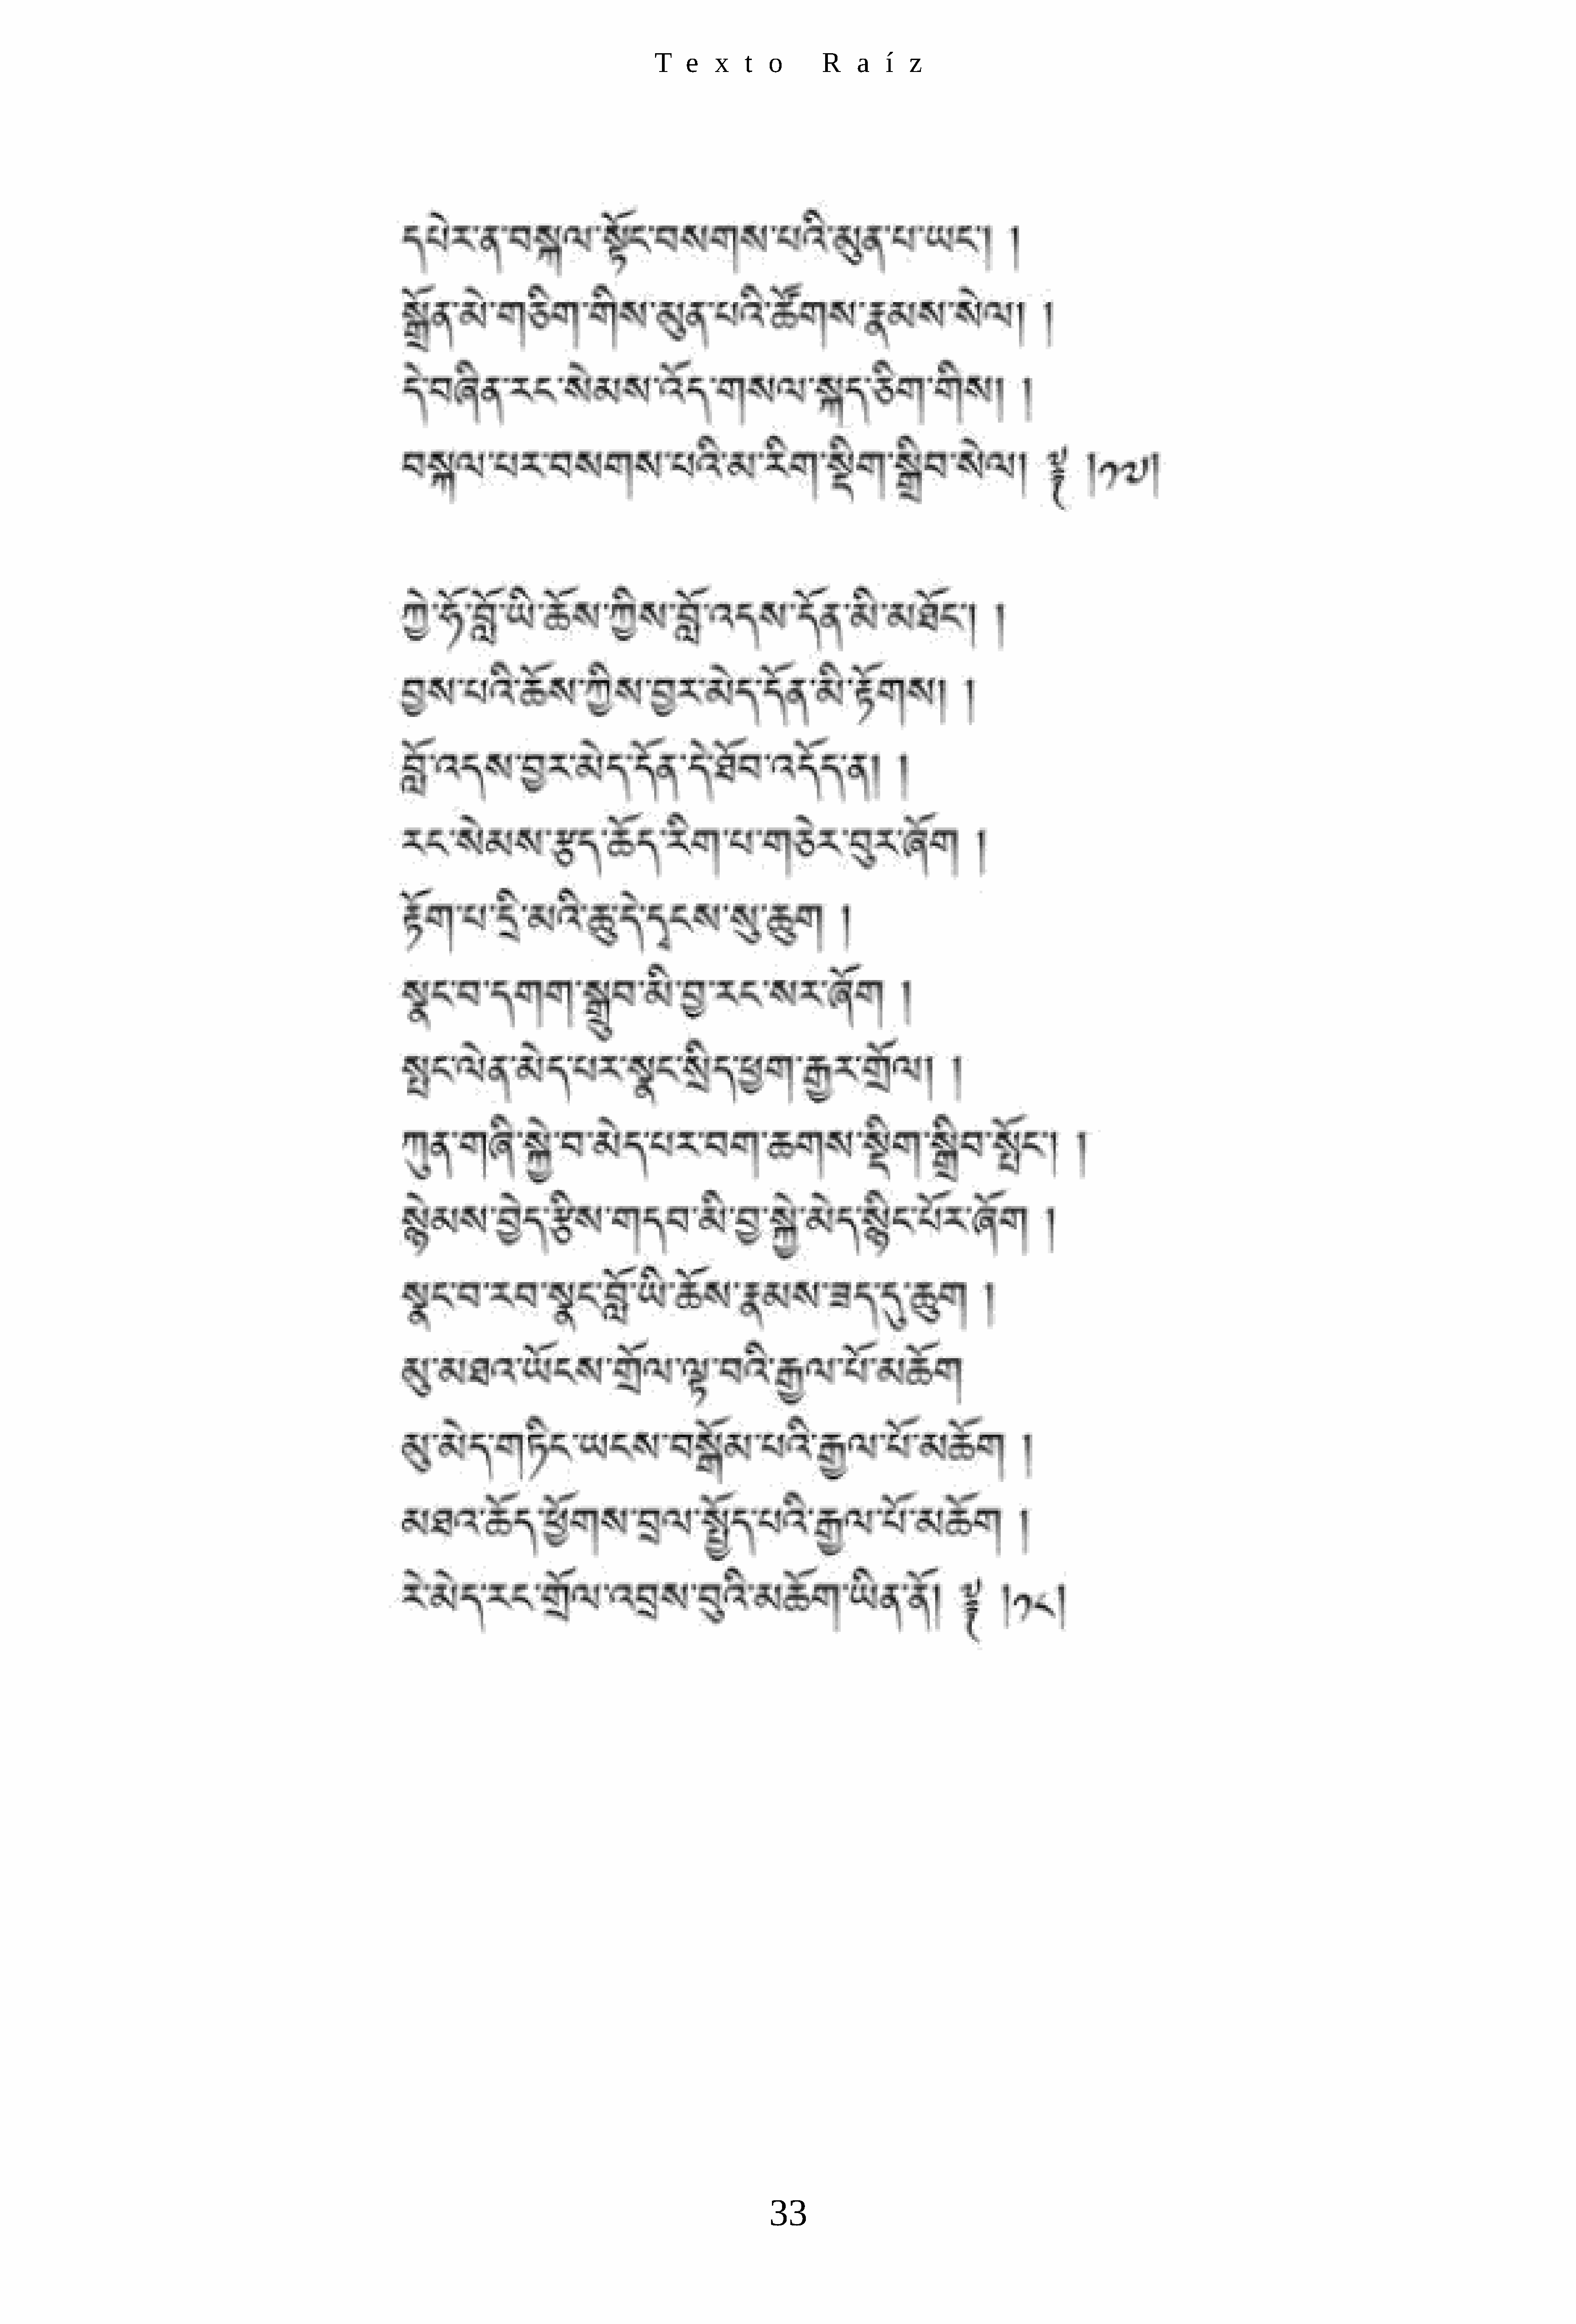 Texto Raíz
དཔེར་ན་བསྐལ་སྟོང་བསགས་པའི་མུན་པ་ཡང་། །
སྒྲོན་མེ་གཅིག་གིས་མུན་པའི་ཚོགས་རྣམས་སེལ། །
དེ་བཞིན་རང་སེམས་འོད་གསལ་སྐད་ཅིག་གིས། །
བསྐལ་པར་བསགས་པའི་མ་རིག་སྡིག་སྒྲིབ་སེལ། ༴ །༡༧།
ཀྱེ་ཧོ་བློ་ཡི་ཆོས་ཀྱིས་བློ་འདས་དོན་མི་མཐོང་། །
བྱས་པའི་ཆོས་ཀྱིས་བྱར་མེད་དོན་མི་རྟོགས། །
བློ་འདས་བྱར་མེད་དོན་དེ་ཐོབ་འདོད་ན། །
རང་སེམས་རྩད་ཆོད་རིག་པ་གཅེར་བུར་ཞོག །
རྟོག་པ་དྲི་མའི་ཆུ་དེ་དྭངས་སུ་ཆུག །
སྣང་བ་དགག་སྒྲུབ་མི་བྱ་རང་སར་ཞོག །
སྤང་ལེན་མེད་པར་སྣང་སྲིད་ཕྱག་རྒྱར་གྲོལ། །
ཀུན་གཞི་སྐྱེ་བ་མེད་པར་བག་ཆགས་སྡིག་སྒྲིབ་སྤོང་། །
སྙེམས་བྱེད་རྩིས་གདབ་མི་བྱ་སྐྱེ་མེད་སྙིང་པོར་ཞོག །
སྣང་བ་རབ་སྣང་བློ་ཡི་ཆོས་རྣམས་ཟད་དུ་ཆུག །
མུ་མཐའ་ཡོངས་གྲོལ་ལྟ་བའི་རྒྱལ་པོ་མཆོག
མུ་མེད་གཏིང་ཡངས་བསྒོམ་པའི་རྒྱལ་པོ་མཆོག །
མཐའ་ཆོད་ཕྱོགས་བྲལ་སྤྱོད་པའི་རྒྱལ་པོ་མཆོག །
རེ་མེད་རང་གྲོལ་འབྲས་བུའི་མཆོག་ཡིན་ནོ། ༴ །༡༨།
33